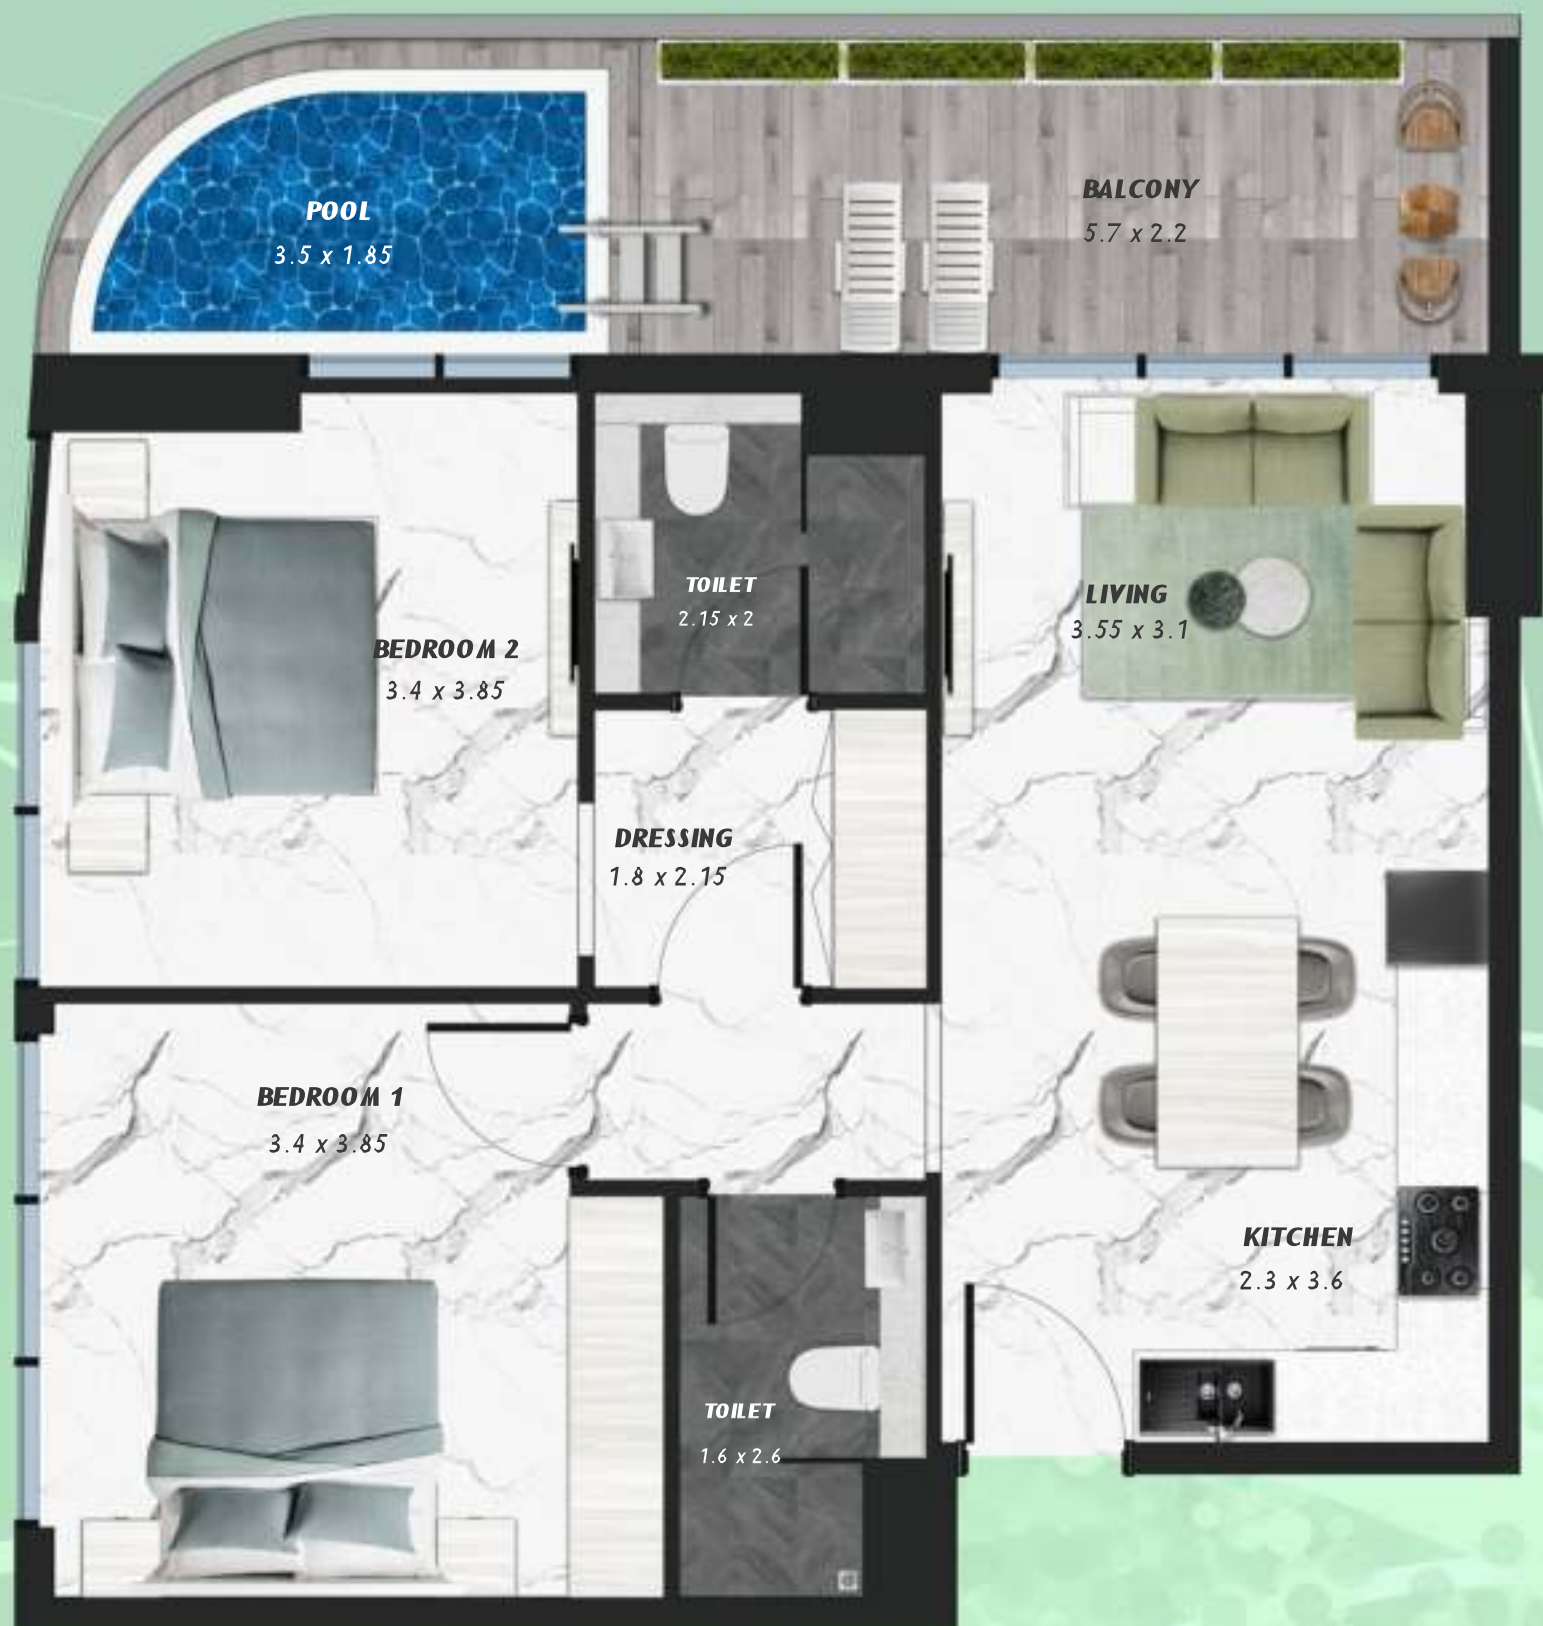 POOL
3.5 x 1.85
BALCONY
5.7 x 2.2
TOILET
2.15 x 2
LIVING
3.55 x 3.1
BEDROOM 2
3.4 x 3.85
DRESSING
1.8 x 2.15
BEDROOM 1
3.4 x 3.85
KITCHEN
2.3 x 3.6
TOILET
1.6 x 2.6